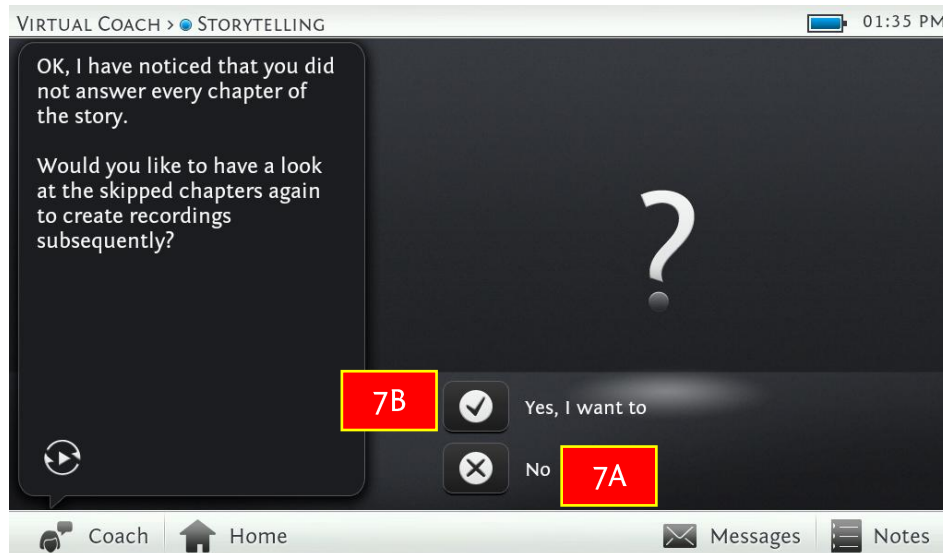 VIRTUAL COACH > STORYTELLING
01:35 PM
OK, I have noticed that you did
not answer every chapter of
the story.
Would you like to have a look
at the skipped chapters again
to create recordings
subsequently?
?
7B
Yes, I want to
No
7A
Coach
Home
Messages
Notes